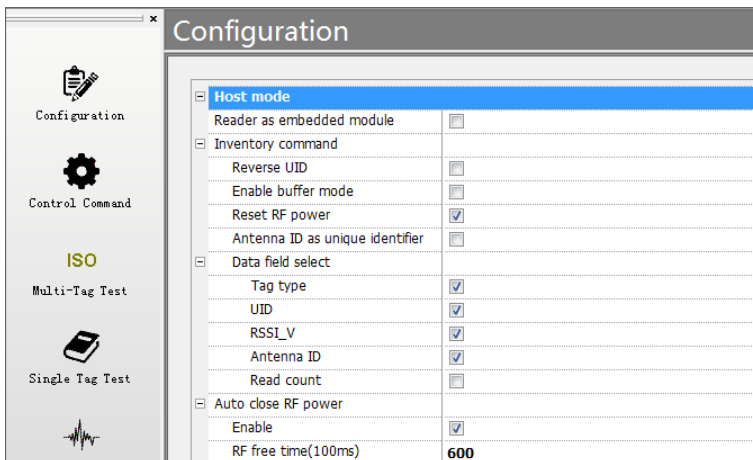 x
Configuration
Configuration
Control Command
ISO
Multi-Tag Test
Single Tag Test
Host mode
Reader as embedded module
Inventory command
Reverse UID
Enable buffer mode
Reset RF power
Antenna ID as unique identifier
Data field select
Tag type
UID
RSSI_V
Antenna ID
Read count
Auto close RF power
Enable
RF free time(100ms) 600